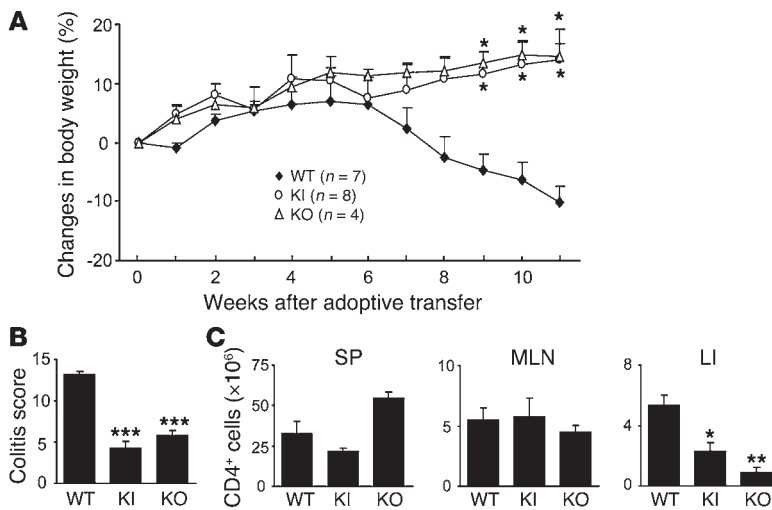 A
Changes in body weight (%)
20
10
0
-10
-20
* * *
* * *
WT (n = 7)
KI (n = 8)
KO (n = 4)
0 2 4 6 8 10
Weeks after adoptive transfer
B
Colitis score
15
10
5
0
*** ***
WT KI KO
C
CD4+ cells (×10⁶)
SP
75
50
25
0
WT KI KO
MLN
10
5
0
WT KI KO
LI
8
4
0
* **
WT KI KO